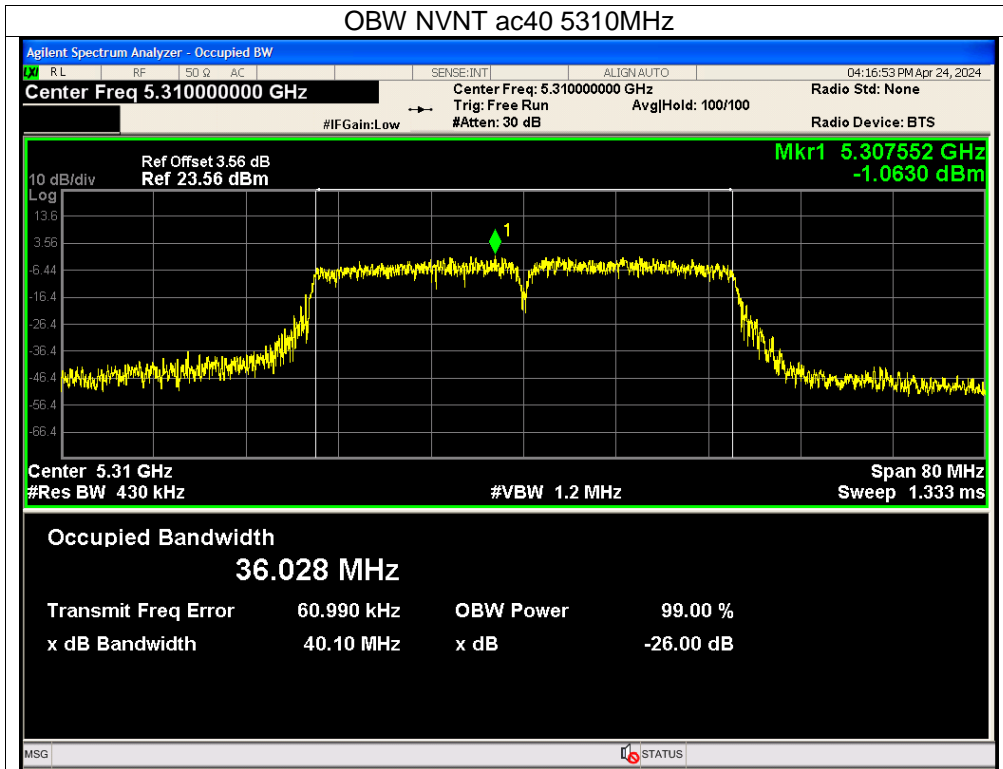 OBW NVNT ac40 5310MHz
Agilent Spectrum Analyzer - Occupied BW
LXI RL RF 50 Ω AC SENSE:INT ALIGN AUTO 04:16:53 PM Apr 24, 2024
Center Freq 5.310000000 GHz Center Freq: 5.310000000 GHz Radio Std: None
Trig: Free Run Avg|Hold: 100/100
#IFGain:Low #Atten: 30 dB Radio Device: BTS
Mkr1 5.307552 GHz
-1.0630 dBm
Ref Offset 3.56 dB
10 dB/div Ref 23.56 dBm
Log
13.6
3.56
-6.44
-16.4
-26.4
-36.4
-46.4
-56.4
-66.4
1
Center 5.31 GHz Span 80 MHz
#Res BW 430 kHz #VBW 1.2 MHz Sweep 1.333 ms
Occupied Bandwidth
36.028 MHz
Transmit Freq Error 60.990 kHz OBW Power 99.00 %
x dB Bandwidth 40.10 MHz x dB -26.00 dB
MSG STATUS